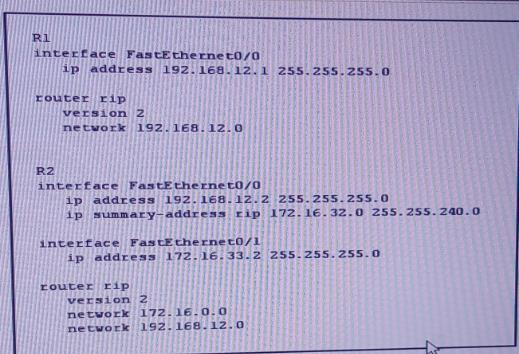 R1
interface FastEthernet0/0
ip address 192.168.12.1 255.255.255.0
router rip
version 2
network 192.168.12.0
R2
interface FastEthernet0/0
ip address 192.168.12.2 255.255.255.0
ip summary-address rip 172.16.32.0 255.255.240.0
interface FastEthernet0/1
ip address 172.16.33.2 255.255.255.0
router rip
version 2
network 172.16.0.0
network 192.168.12.0